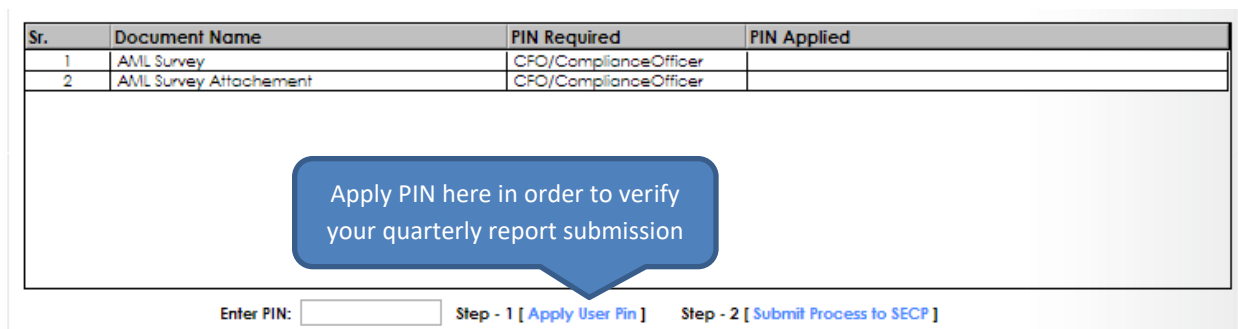 Sr. Document Name PIN Required PIN Applied
1 AML Survey CFO/ComplianceOfficer
2 AML Survey Attachement CFO/ComplianceOfficer
Apply PIN here in order to verify
your quarterly report submission
Enter PIN: Step - 1 [ Apply User Pin ] Step - 2 [ Submit Process to SECP ]